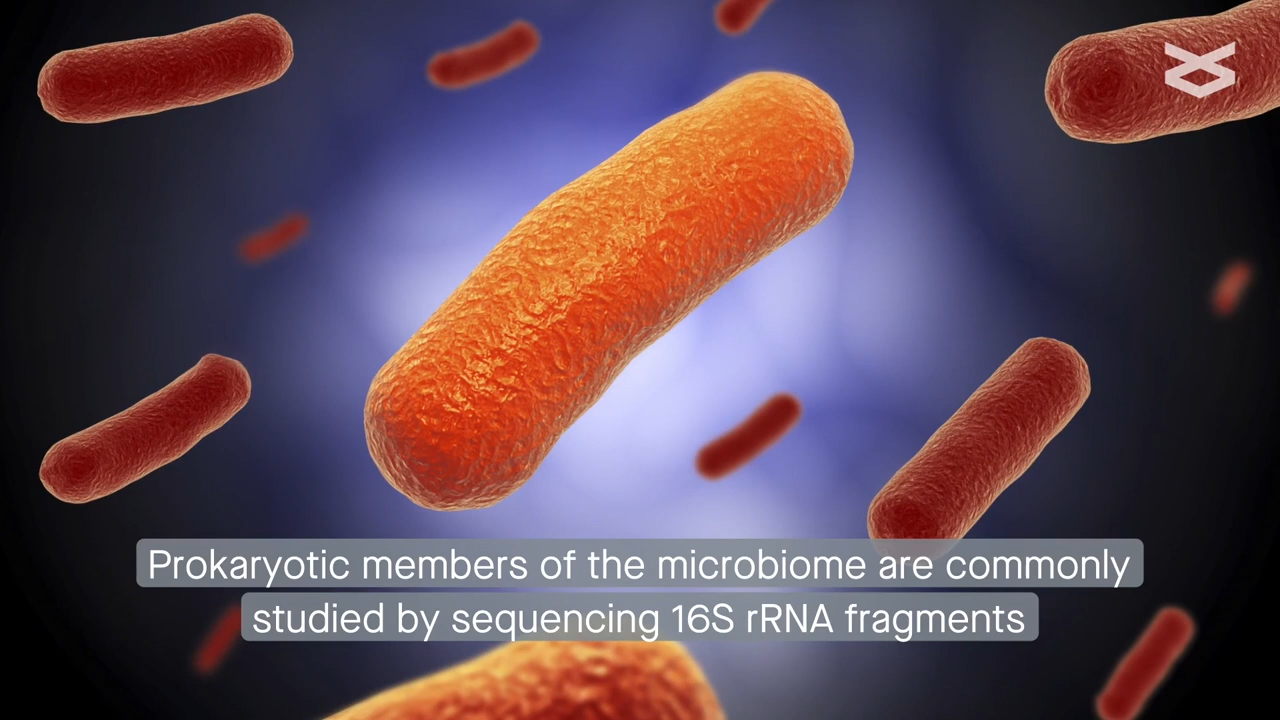 Prokaryotic members of the microbiome are commonly
studied by sequencing 16S rRNA fragments